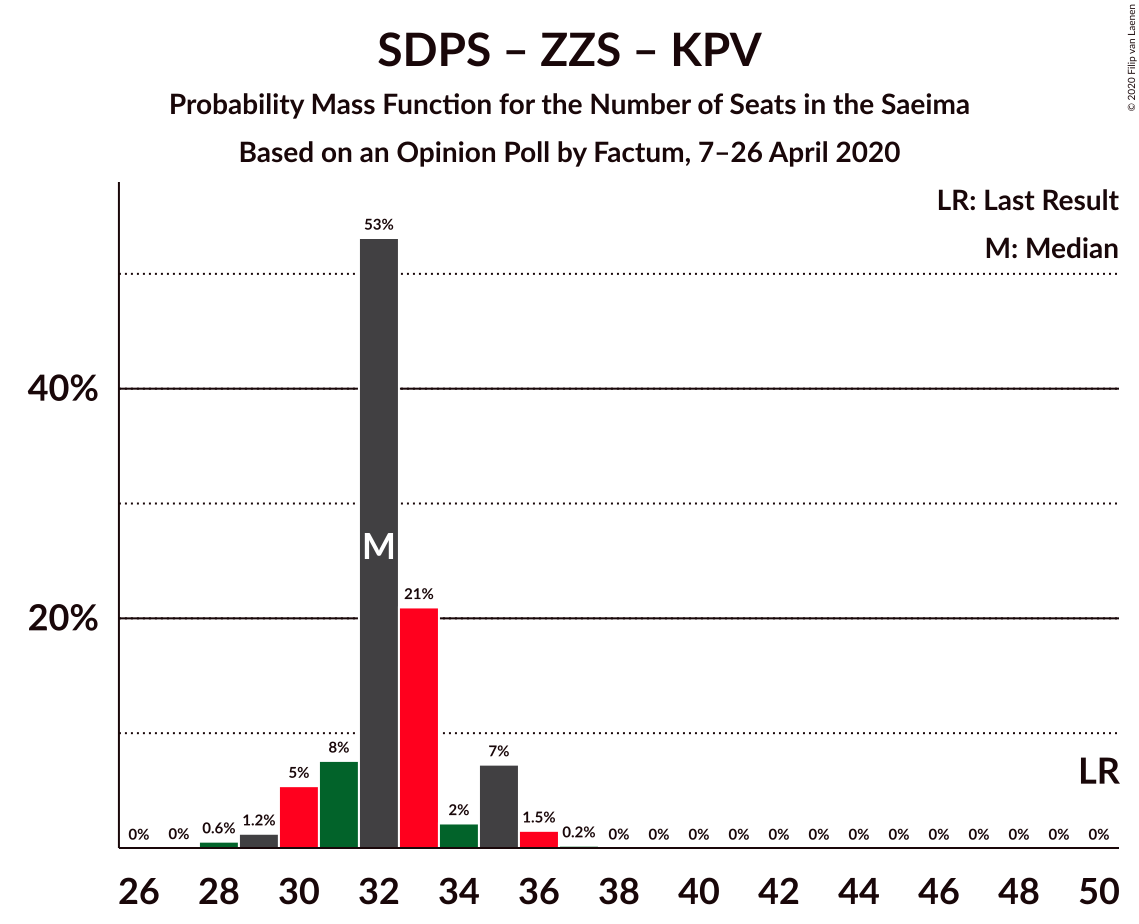 SDPS – ZZS – KPV
Probability Mass Function for the Number of Seats in the Saeima
Based on an Opinion Poll by Factum, 7–26 April 2020
© 2020 Filip van Laenen
LR: Last Result
M: Median
53%
40%
M
21%
20%
8%
7%
5%
LR
2%
1.5%
1.2%
0.6%
0.2%
0% 0% 0% 0% 0% 0% 0% 0% 0% 0% 0% 0% 0% 0% 0%
26 28 30 32 34 36 38 40 42 44 46 48 50